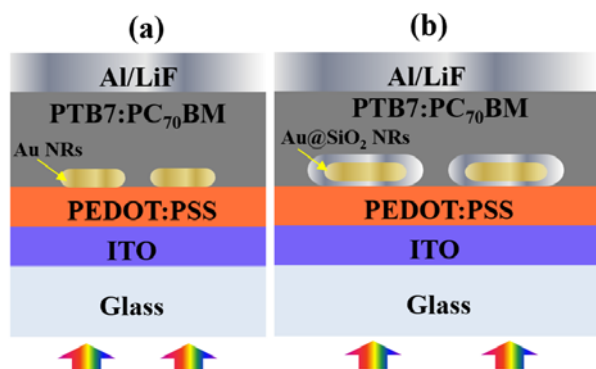 (a)
Al/LiF
PTB7:PC₇₀BM
Au NRs
PEDOT:PSS
ITO
Glass
(b)
Al/LiF
PTB7:PC₇₀BM
Au@SiO₂ NRs
PEDOT:PSS
ITO
Glass